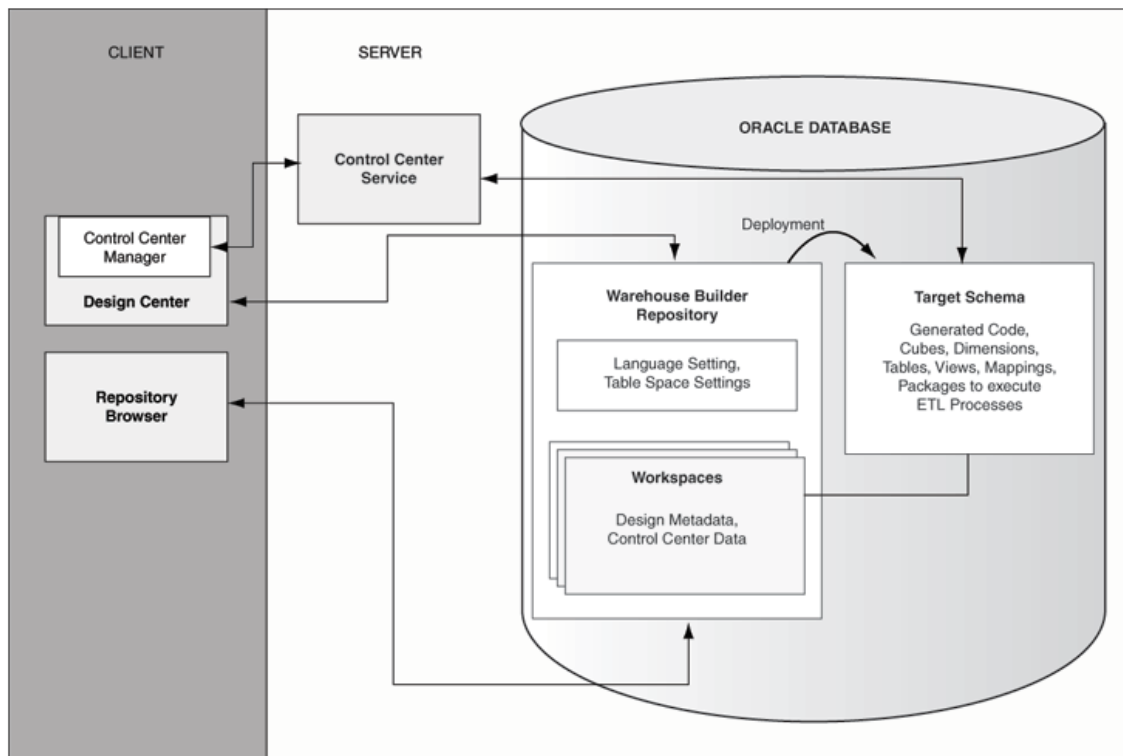 CLIENT
SERVER
ORACLE DATABASE
Control Center
Service
Control Center
Manager
Design Center
Repository
Browser
Deployment
Warehouse Builder
Repository
Language Setting,
Table Space Settings
Workspaces
Design Metadata,
Control Center Data
Target Schema
Generated Code,
Cubes, Dimensions,
Tables, Views, Mappings,
Packages to execute
ETL Processes